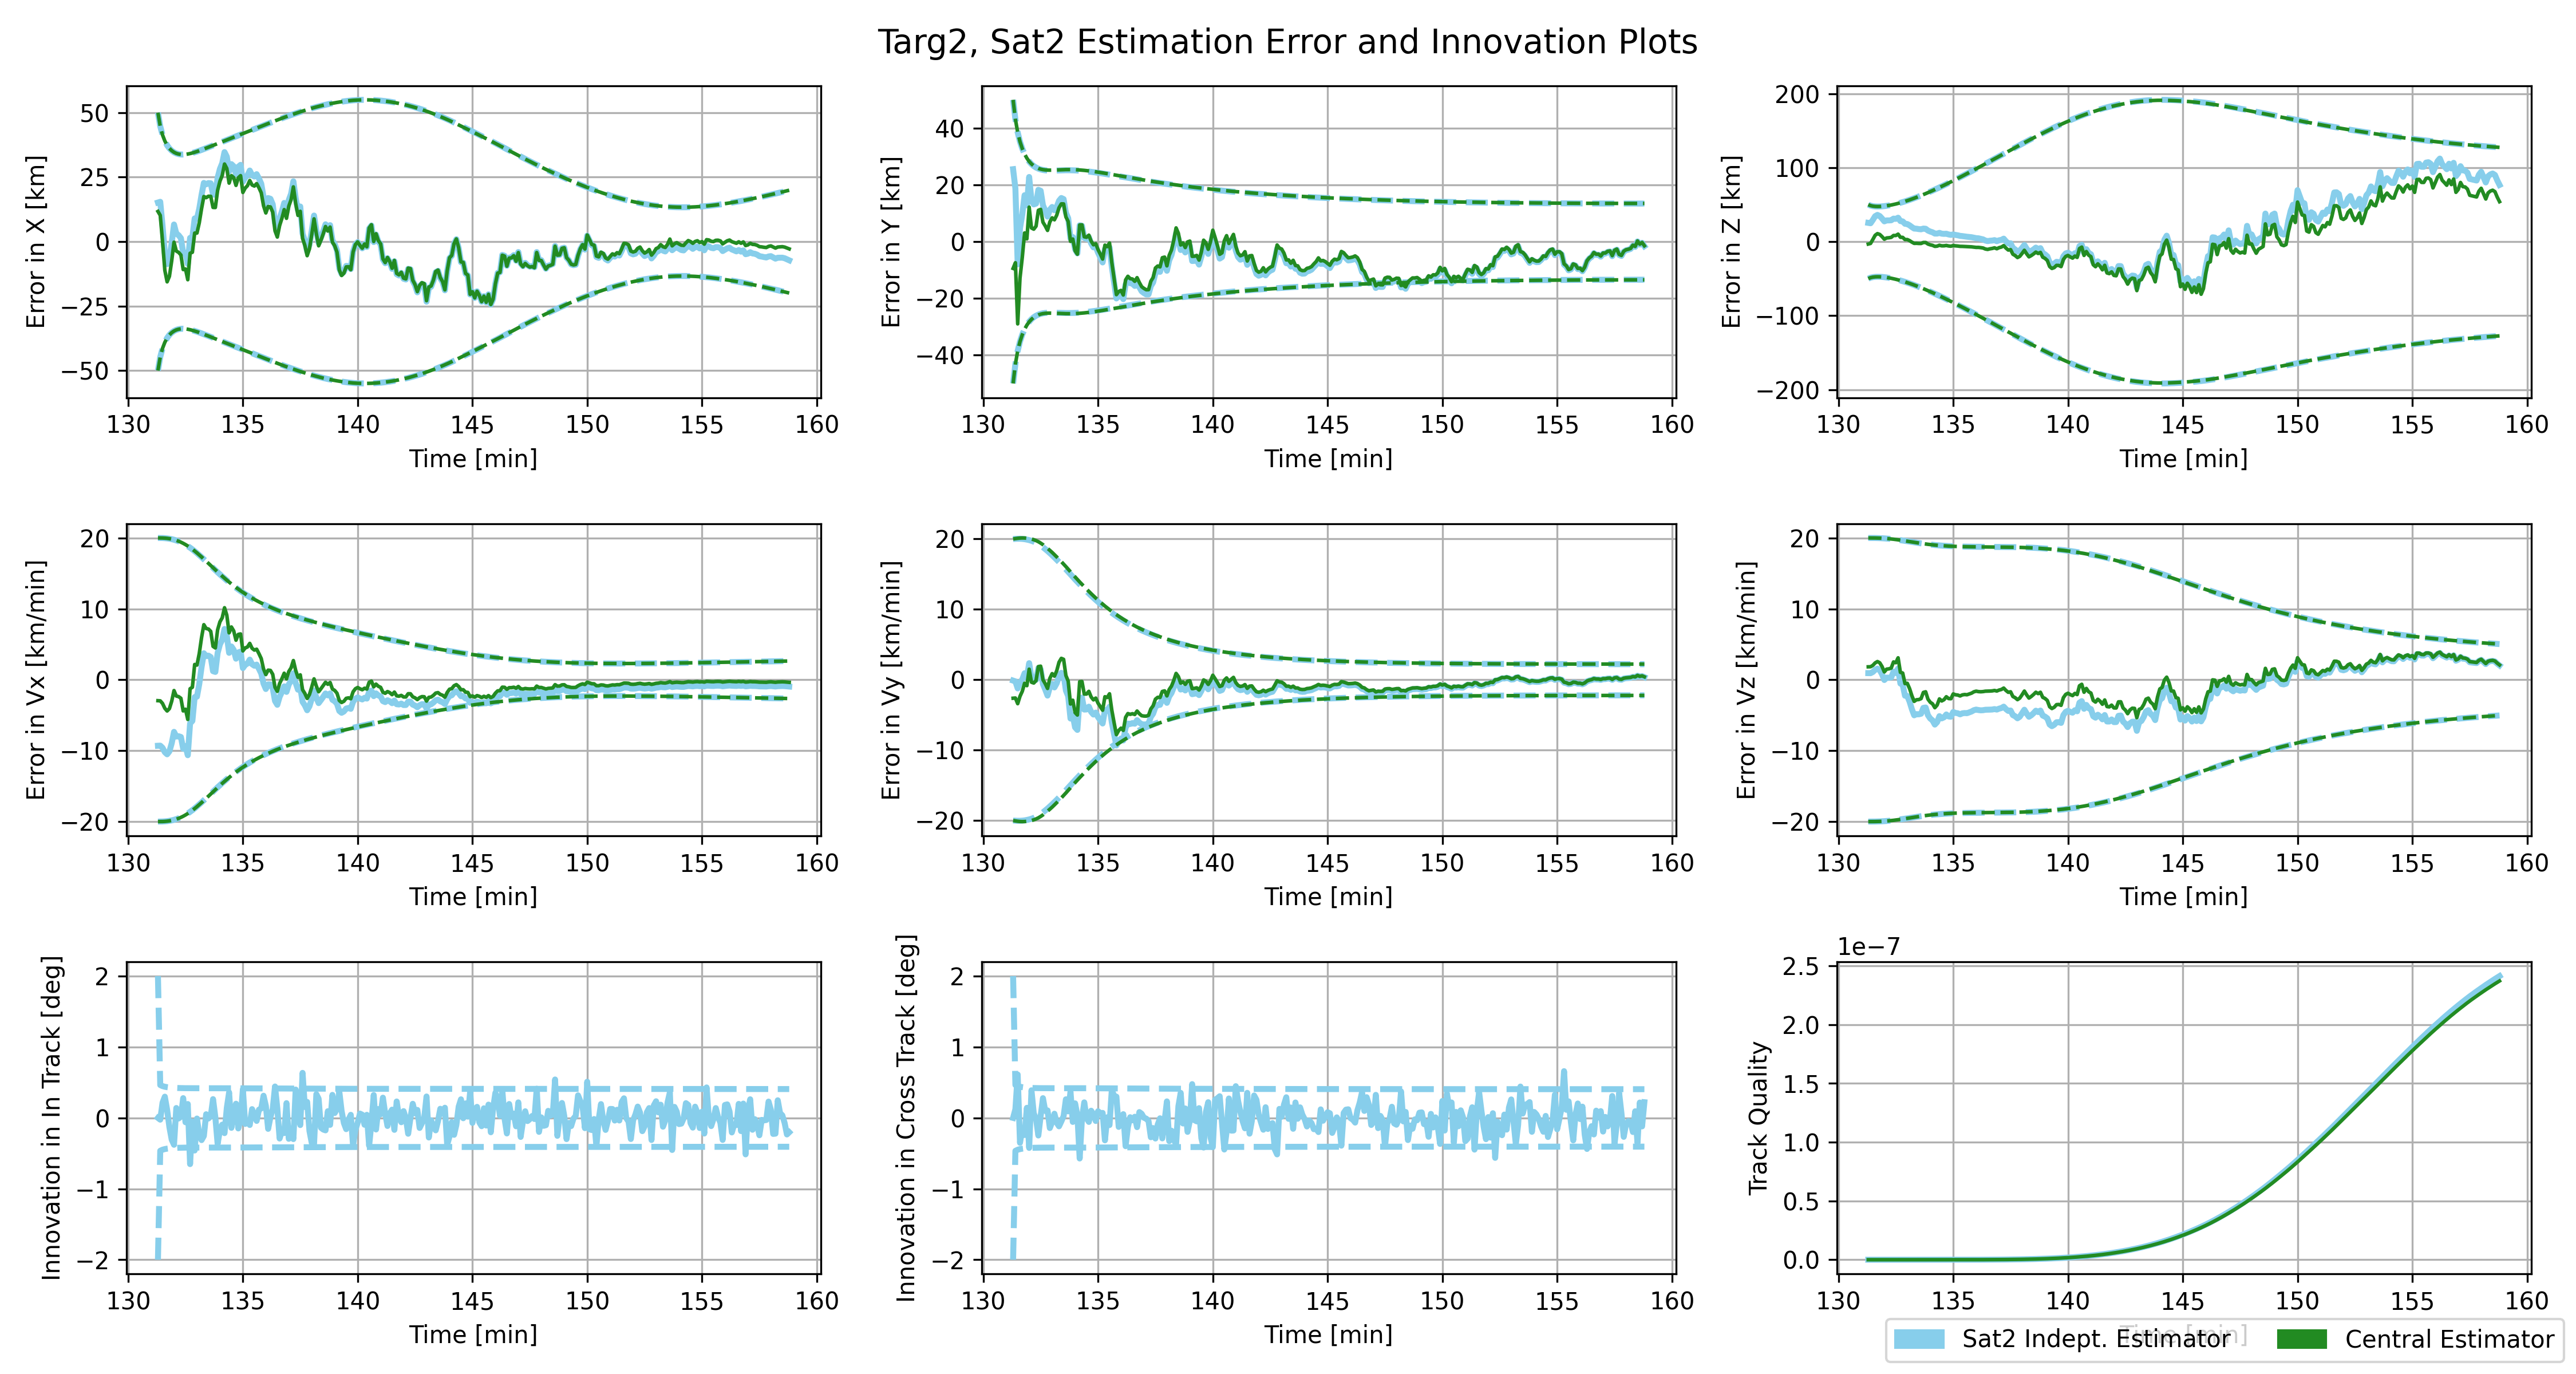 Targ2, Sat2 Estimation Error and Innovation Plots
Error in X [km]
50
25
0
−25
−50
130 135 140 145 150 155 160
Time [min]
Error in Y [km]
40
20
0
−20
−40
130 135 140 145 150 155 160
Time [min]
Error in Z [km]
200
100
0
−100
−200
130 135 140 145 150 155 160
Time [min]
Error in Vx [km/min]
20
10
0
−10
−20
130 135 140 145 150 155 160
Time [min]
Error in Vy [km/min]
20
10
0
−10
−20
130 135 140 145 150 155 160
Time [min]
Error in Vz [km/min]
20
10
0
−10
−20
130 135 140 145 150 155 160
Time [min]
Innovation in In Track [deg]
2
1
0
−1
−2
130 135 140 145 150 155 160
Time [min]
Innovation in Cross Track [deg]
2
1
0
−1
−2
130 135 140 145 150 155 160
Time [min]
1e−7
Track Quality
2.5
2.0
1.5
1.0
0.5
0.0
130 135 140 145 150 155 160
Time [min]
Sat2 Indept. Estimator
Central Estimator